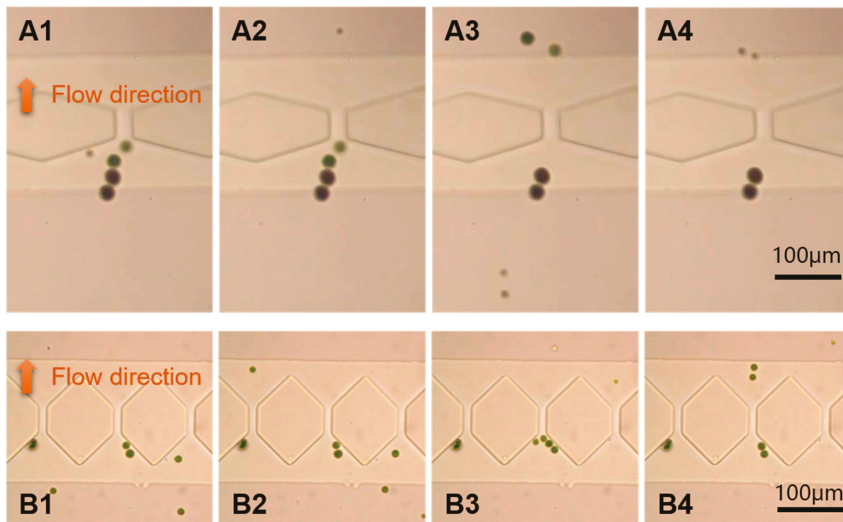 A1 A2 A3 A4
Flow direction
100μm
Flow direction
B1 B2 B3 B4
100μm